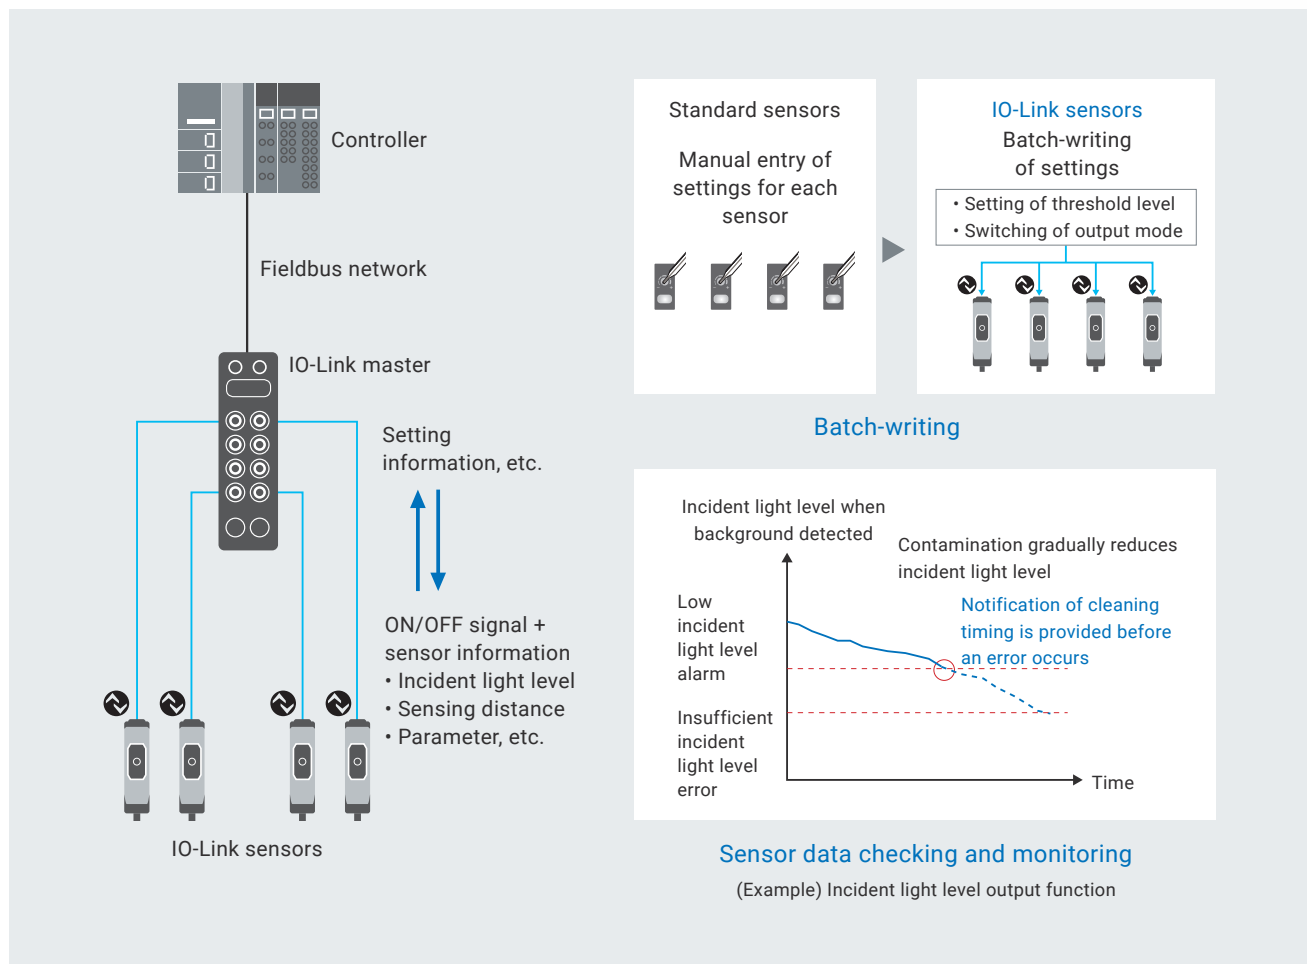 Controller
Fieldbus network
IO-Link master
Setting
information, etc.
ON/OFF signal +
sensor information
• Incident light level
• Sensing distance
• Parameter, etc.
IO-Link sensors
Standard sensors
Manual entry of
settings for each
sensor
IO-Link sensors
Batch-writing
of settings
• Setting of threshold level
• Switching of output mode
Batch-writing
Incident light level when
background detected
Contamination gradually reduces
incident light level
Notification of cleaning
timing is provided before
an error occurs
Low
incident
light level
alarm
Insufficient
incident
light level
error
Time
Sensor data checking and monitoring
(Example) Incident light level output function